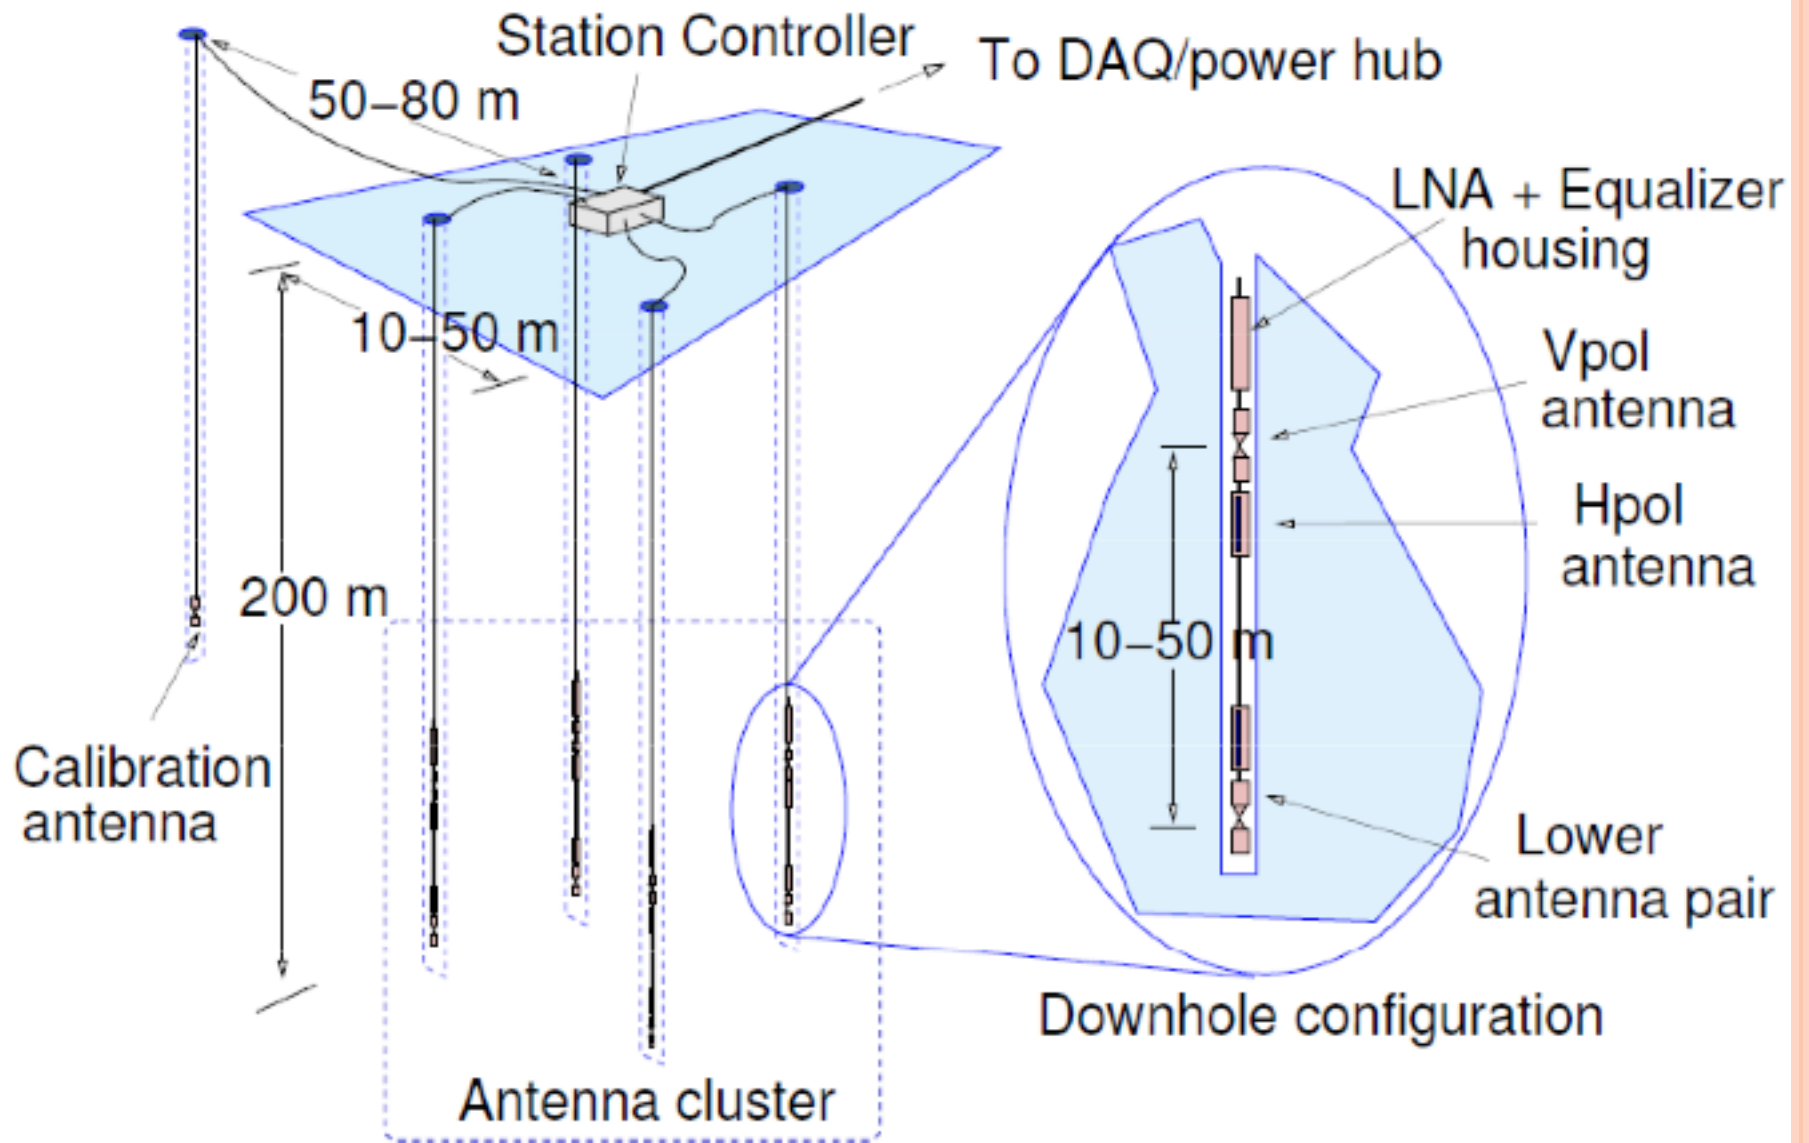 Station Controller
To DAQ/power hub
50–80 m
LNA + Equalizer
housing
10–50 m
Vpol
antenna
Hpol
antenna
200 m
10–50 m
Calibration
antenna
Lower
antenna pair
Downhole configuration
Antenna cluster